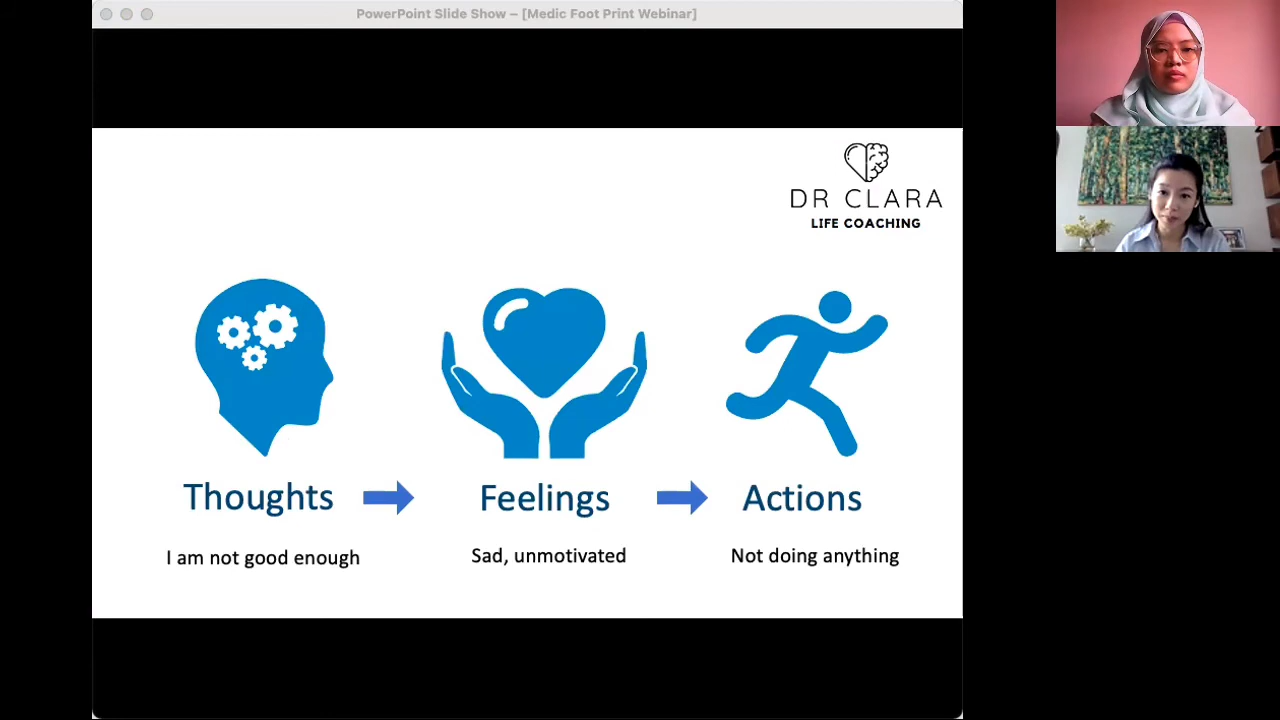 PowerPoint Slide Show – [Medic Foot Print Webinar]
DR CLARA
LIFE COACHING
Thoughts
Feelings
Actions
I am not good enough
Sad, unmotivated
Not doing anything